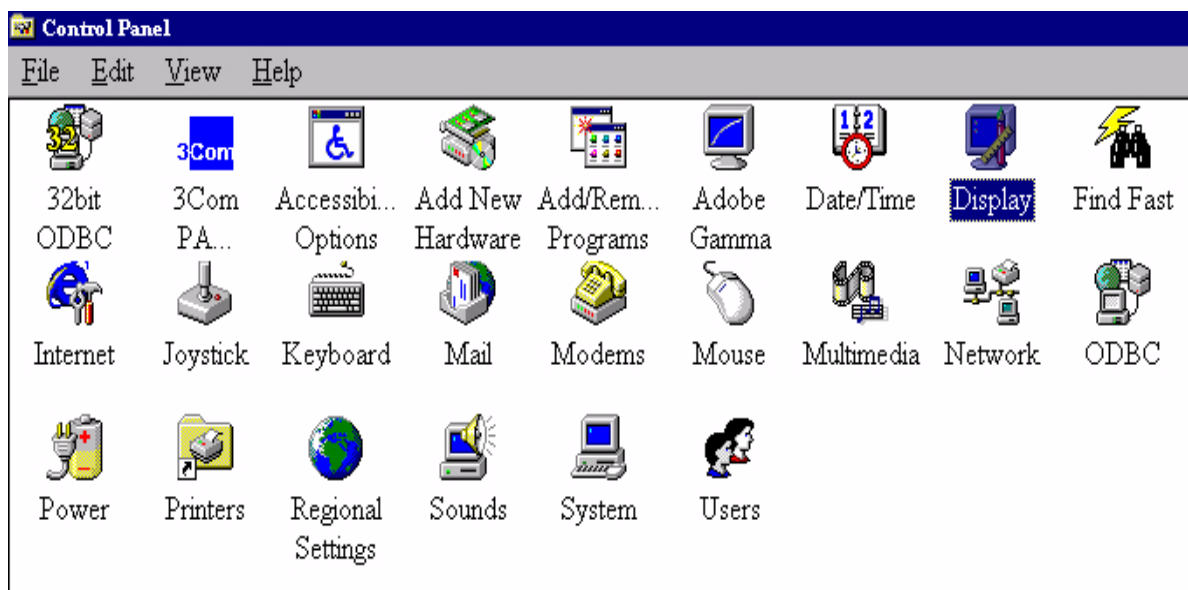 Control Panel
File Edit View Help
32
3Com
1 2
32bit ODBC
3Com PA...
Accessibi... Options
Add New Hardware
Add/Rem... Programs
Adobe Gamma
Date/Time
Display
Find Fast
Internet
Joystick
Keyboard
Mail
Modems
Mouse
Multimedia
Network
ODBC
Power
Printers
Regional Settings
Sounds
System
Users